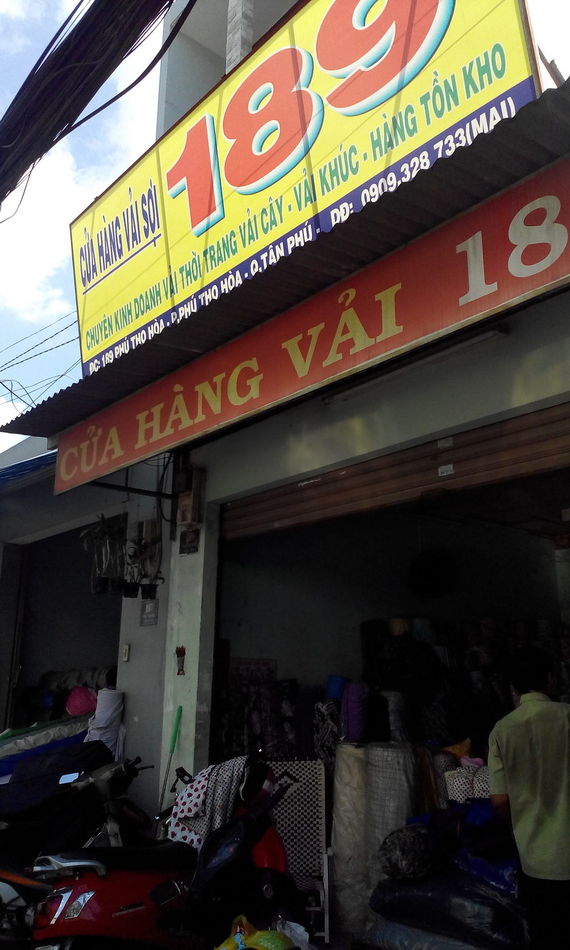 CỬA HÀNG VẢI SỢI
189
CHUYÊN KINH DOANH VẢI THỜI TRANG VẢI CÂY - VẢI KHÚC - HÀNG TỒN KHO
ĐC: 189 PHÚ THỌ HÒA - P.PHÚ THỌ HÒA - Q.TÂN PHÚ - DĐ: 0909.328.733(MAI)
CỬA HÀNG VẢI 18